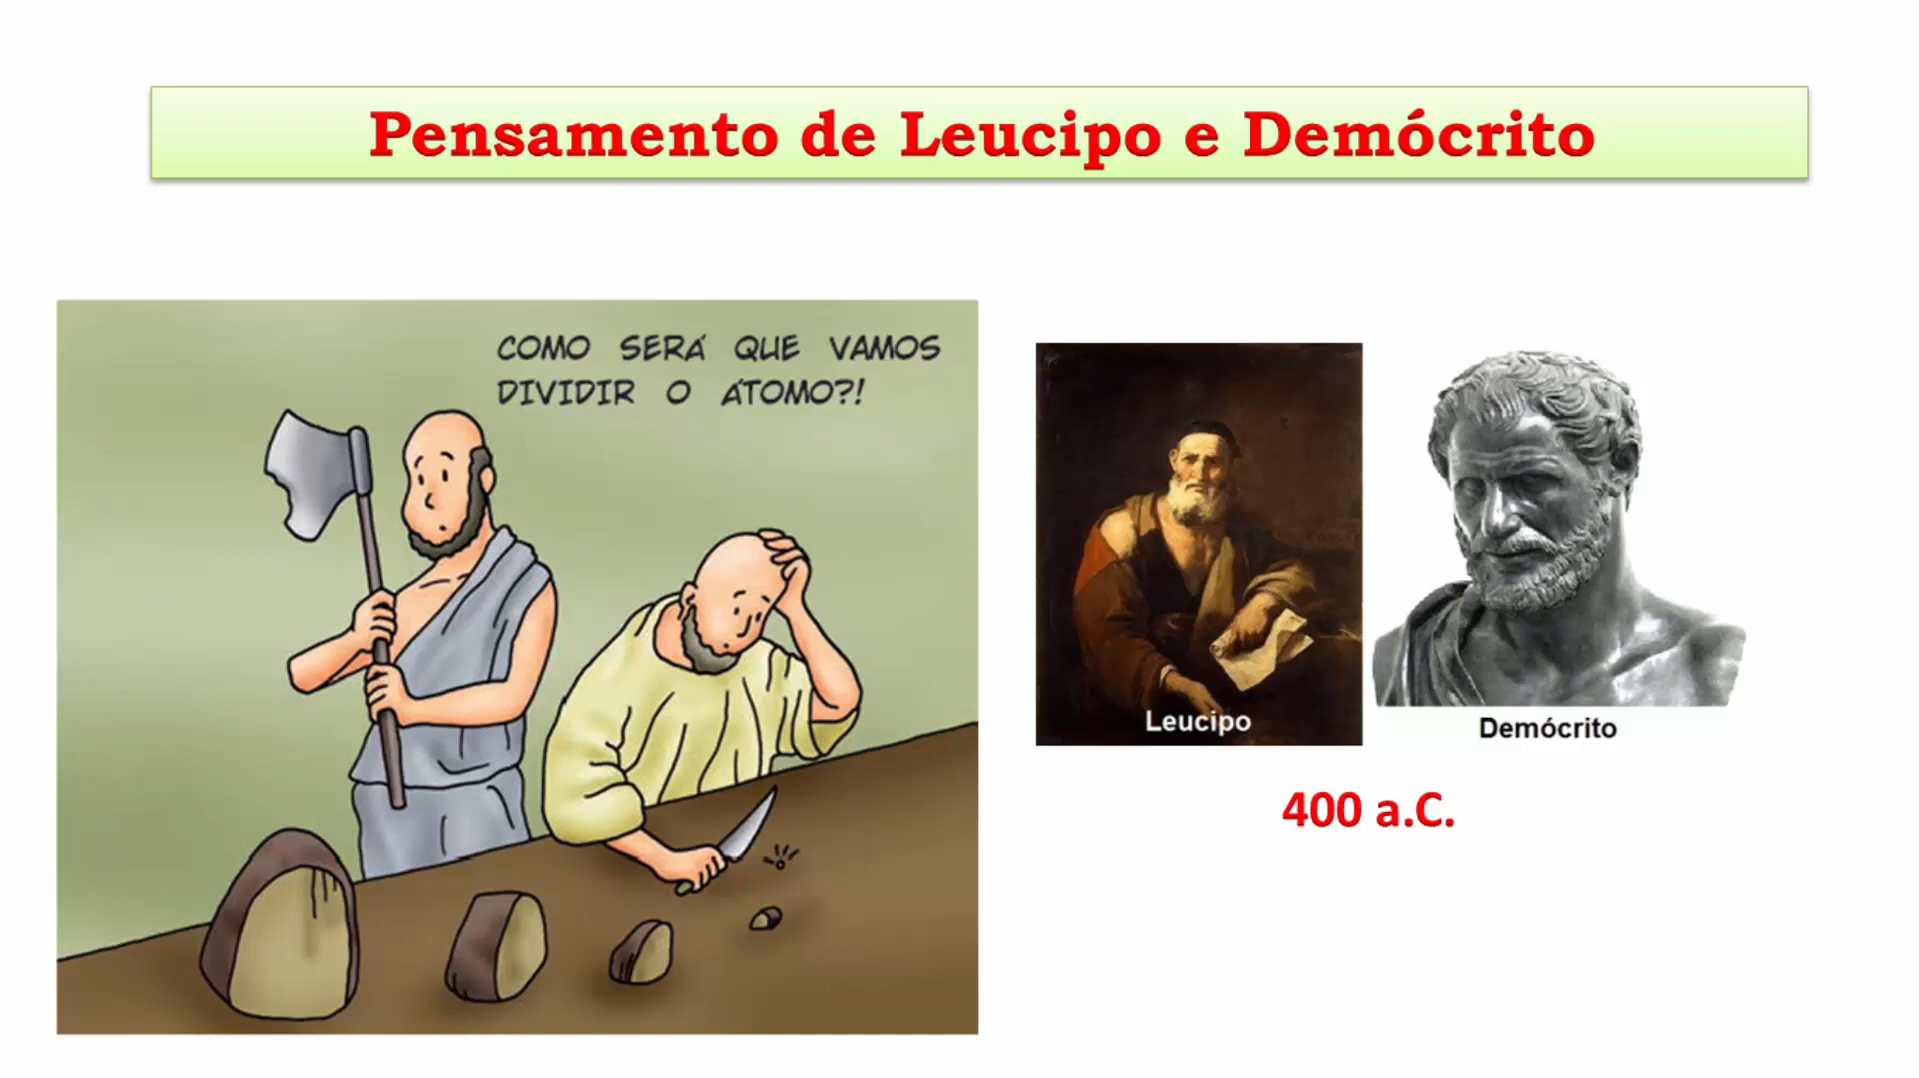 Pensamento de Leucipo e Demócrito
COMO SERÁ QUE VAMOS
DIVIDIR O ÁTOMO?!
Leucipo
Demócrito
400 a.C.